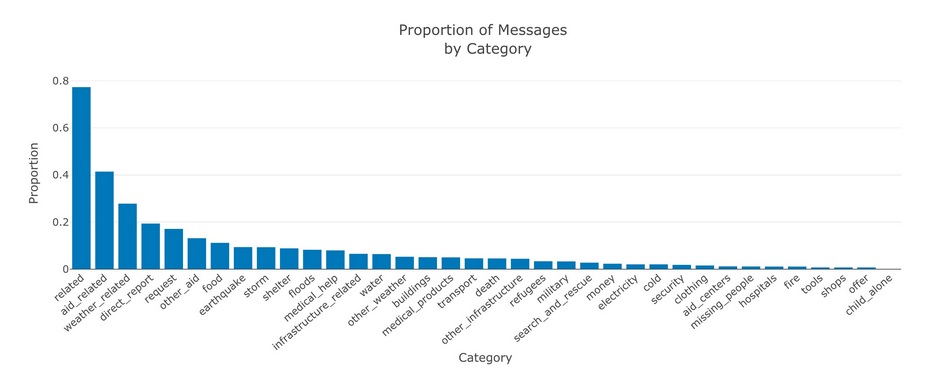 Proportion of Messages
by Category
Proportion
0.8
0.6
0.4
0.2
0
related
aid_related
weather_related
direct_report
request
other_aid
food
earthquake
storm
shelter
floods
medical_help
infrastructure_related
water
other_weather
buildings
medical_products
transport
death
other_infrastructure
refugees
military
search_and_rescue
money
electricity
cold
security
clothing
aid_centers
missing_people
hospitals
fire
tools
shops
offer
child_alone
Category